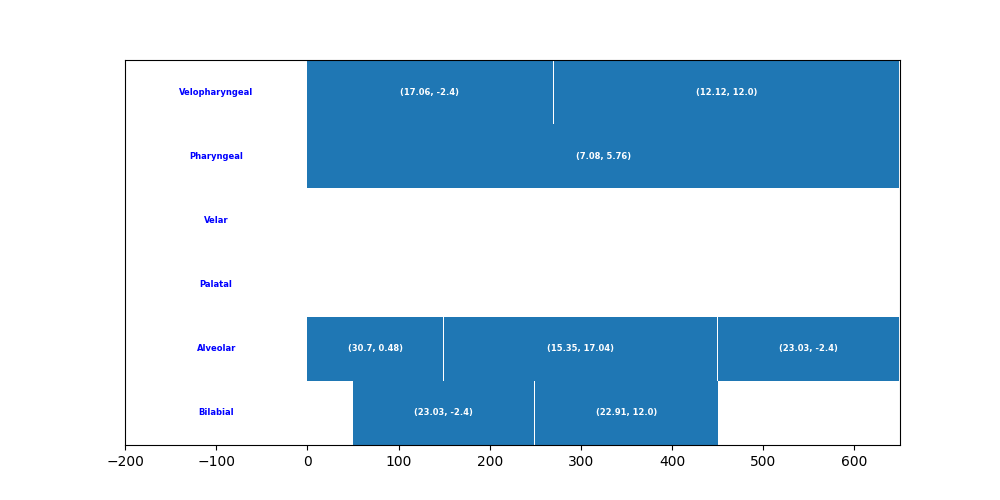 Velopharyngeal (17.06, -2.4) (12.12, 12.0)
Pharyngeal (7.08, 5.76)
Velar
Palatal
Alveolar (30.7, 0.48) (15.35, 17.04) (23.03, -2.4)
Bilabial (23.03, -2.4) (22.91, 12.0)
−200 −100 0 100 200 300 400 500 600